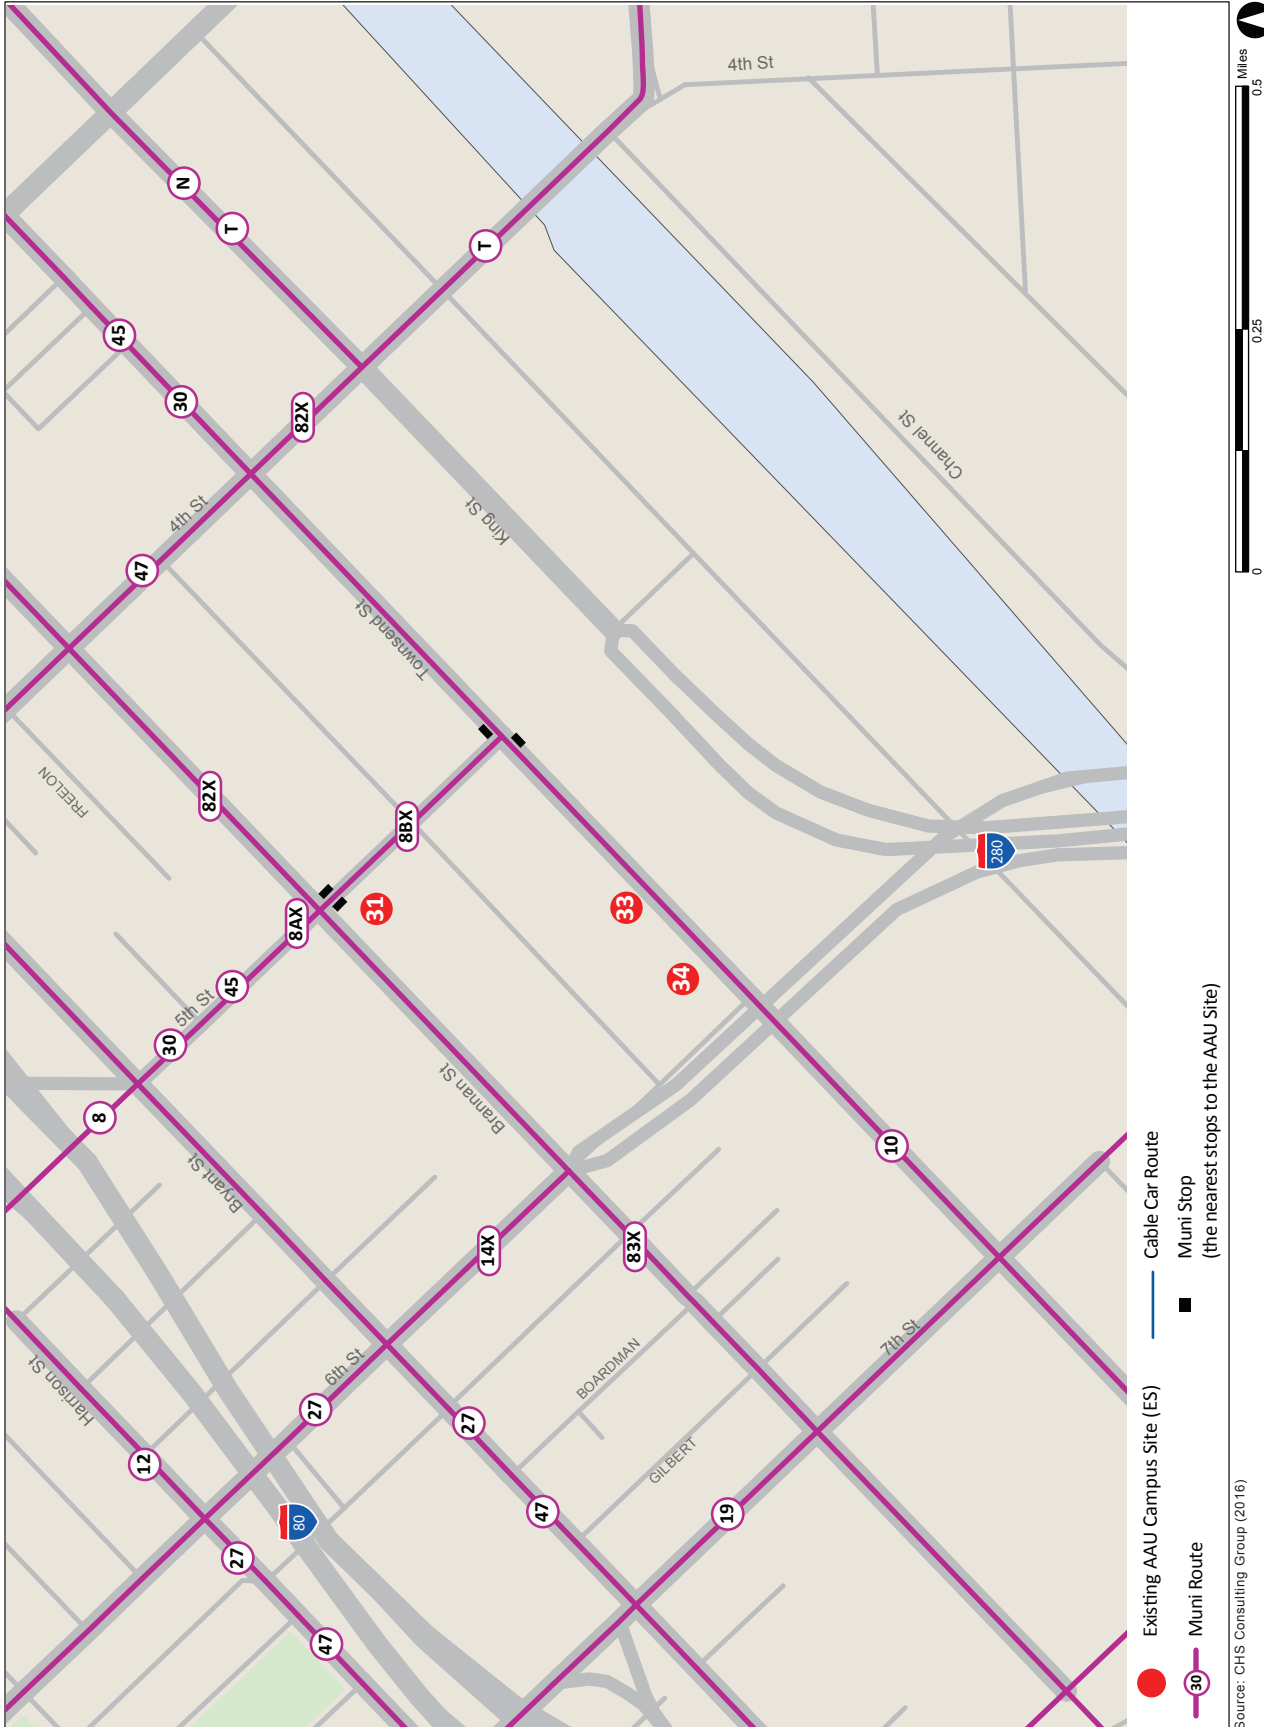 4th St
N
T
T
45
30
82X
4th St
47
King St
Channel St
Townsend St
FREELON
82X
8BX
8AX
31
33
34
280
5th St
45
30
8
Bryant St
Brannan St
10
14X
83X
6th St
27
27
47
BOARDMAN
GILBERT
7th St
19
Harrison St
12
80
27
47
Existing AAU Campus Site (ES)
30 Muni Route
Cable Car Route
Muni Stop
(the nearest stops to the AAU Site)
0 0.25 0.5
Miles
Source: CHS Consulting Group (2016)